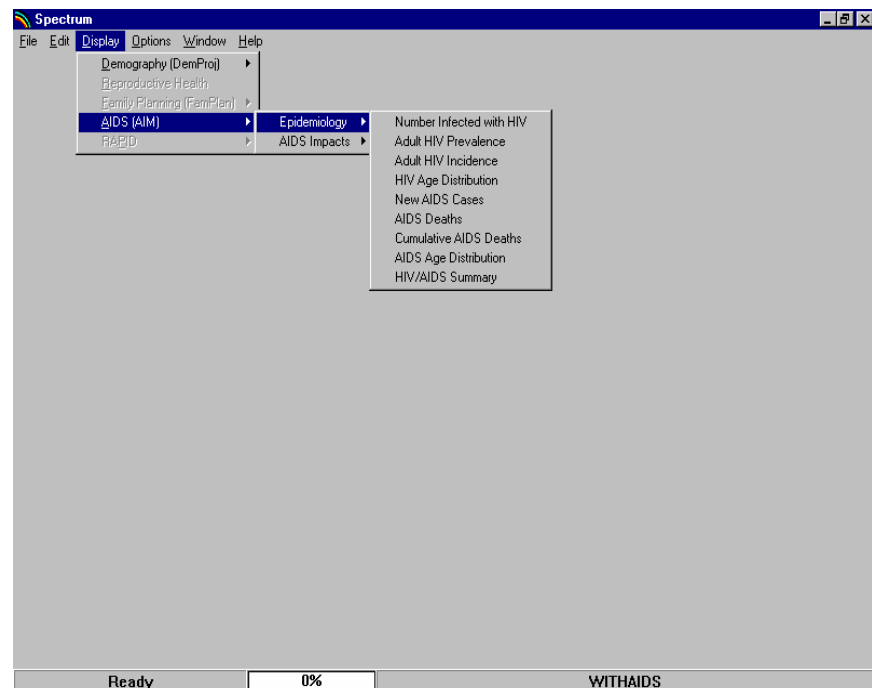 Spectrum
File Edit Display Options Window Help
Demography (DemProj)
Reproductive Health
Family Planning (FamPlan)
AIDS (AIM)
RAPID
Epidemiology
AIDS Impacts
Number Infected with HIV
Adult HIV Prevalence
Adult HIV Incidence
HIV Age Distribution
New AIDS Cases
AIDS Deaths
Cumulative AIDS Deaths
AIDS Age Distribution
HIV/AIDS Summary
Ready 0% WITHAIDS